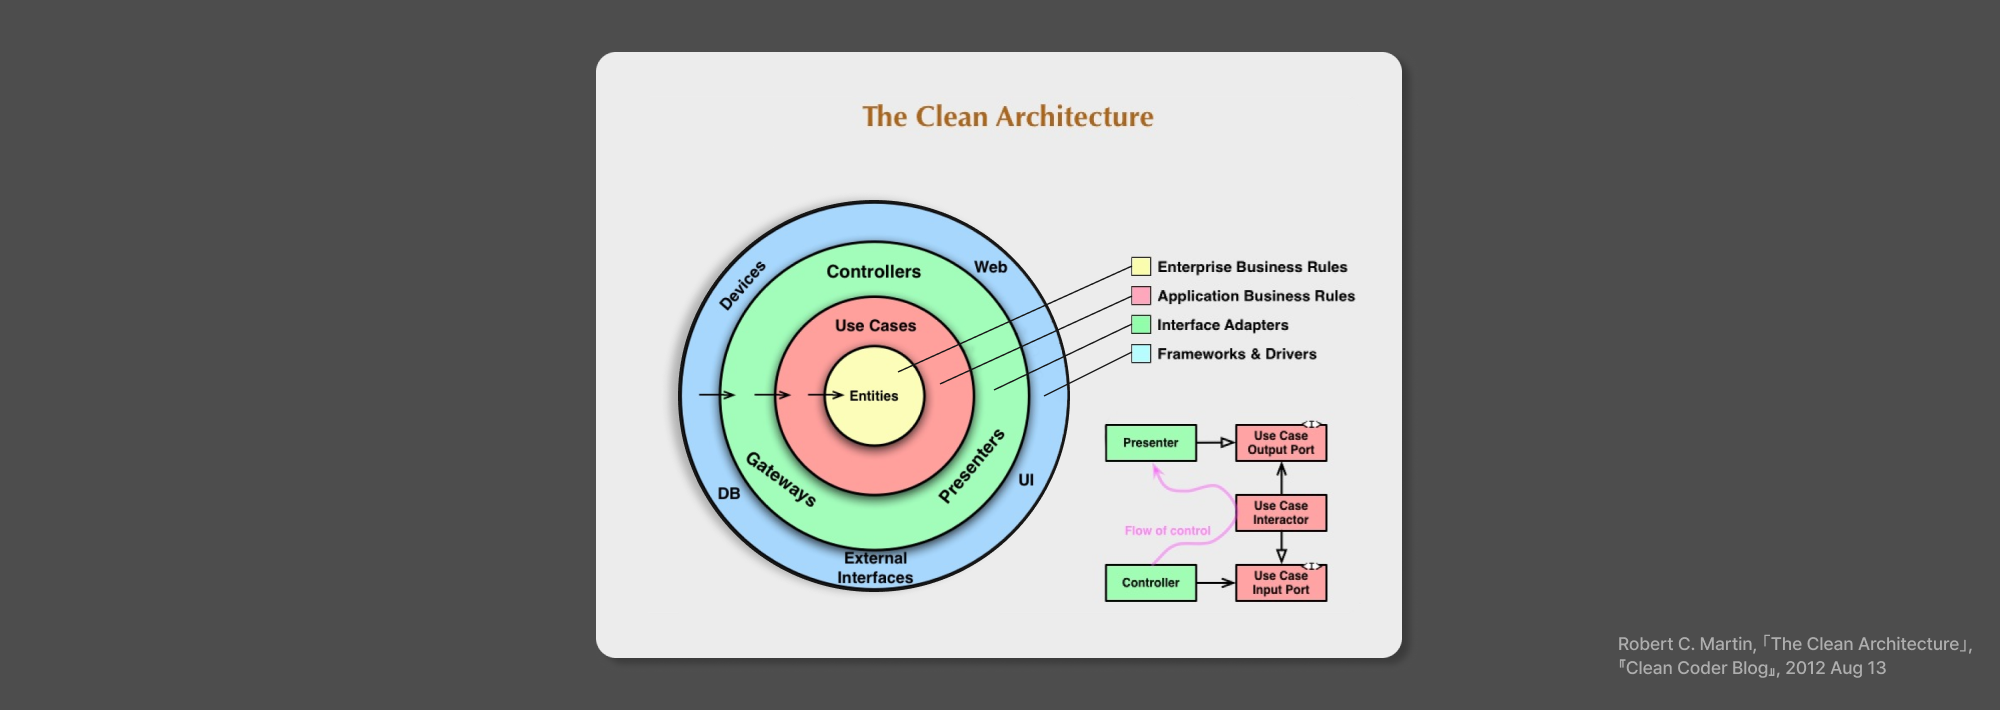 The Clean Architecture
Devices
Controllers
Web
Use Cases
Entities
Gateways
Presenters
DB
UI
External
Interfaces
Enterprise Business Rules
Application Business Rules
Interface Adapters
Frameworks & Drivers
Presenter
<I>
Use Case
Output Port
Use Case
Interactor
Flow of control
Controller
<I>
Use Case
Input Port
Robert C. Martin, 「The Clean Architecture」,
『Clean Coder Blog』, 2012 Aug 13